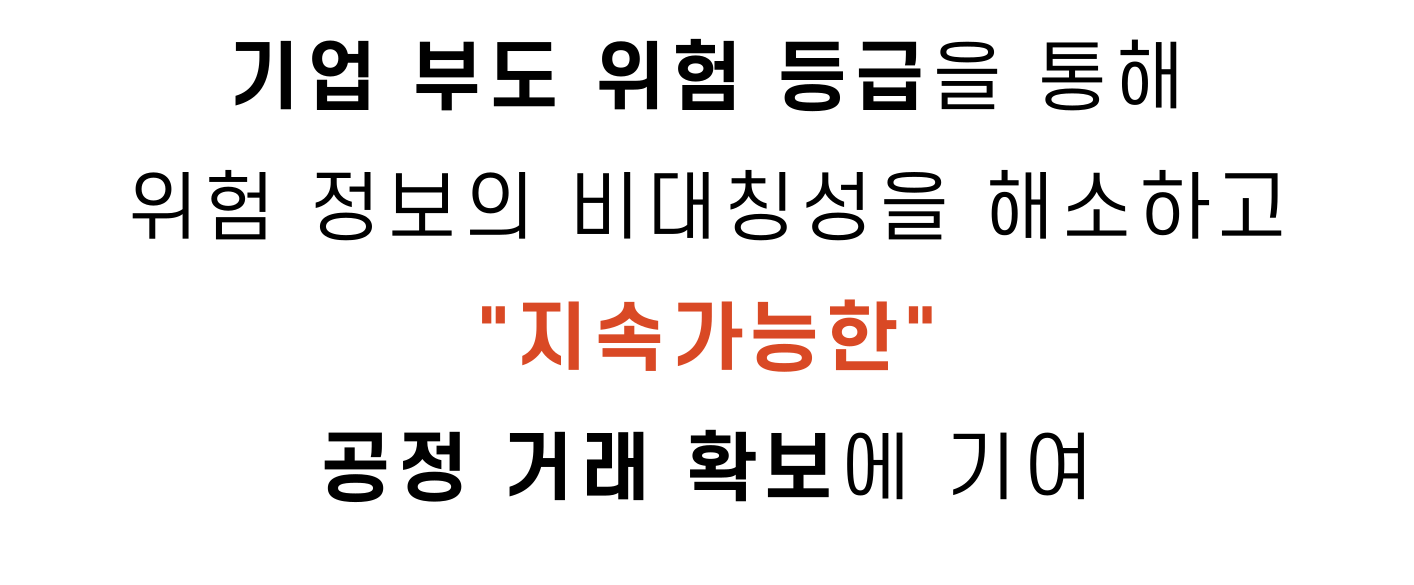 기업 부도 위험 등급을 통해
위험 정보의 비대칭성을 해소하고
"지속가능한"
공정 거래 확보에 기여